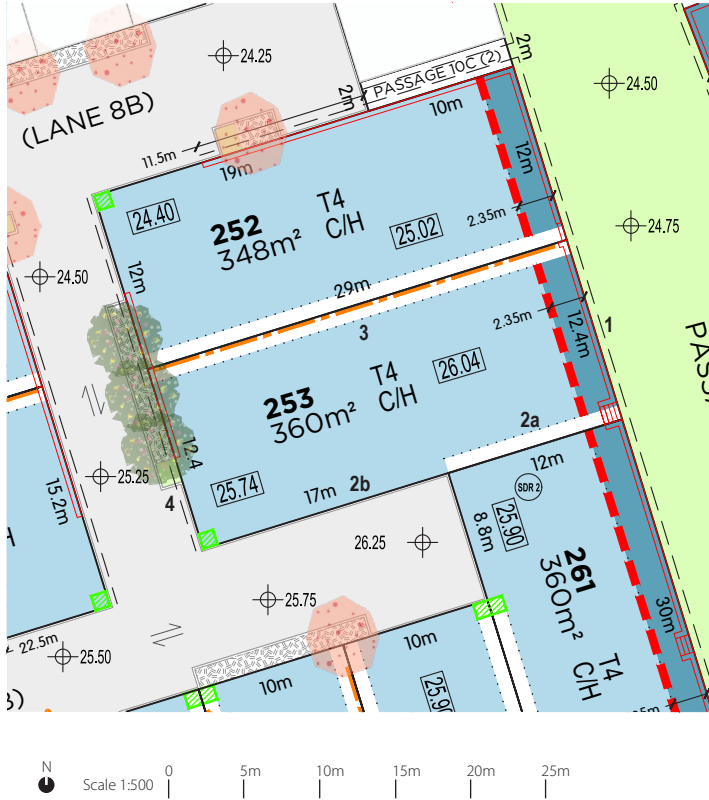 24.25
2m
PASSAGE 10C (2)
2m
24.50
(LANE 8B)
10m
11.5m
19m
12m
24.40
252
348m²
T4
C/H
25.02
2.35m
24.75
24.50
12m
29m
3
2.35m
12.4m
1
PASS
253
360m²
T4
C/H
26.04
2a
12.4
25.25
25.74
17m
2b
12m
SDR 2
4
15.2m
H
26.25
8.8m
25.90
261
360m²
T4
C/H
25.75
30m
22.5m
25.50
10m
10m
25.90
B)
N
Scale 1:500
0 5m 10m 15m 20m 25m